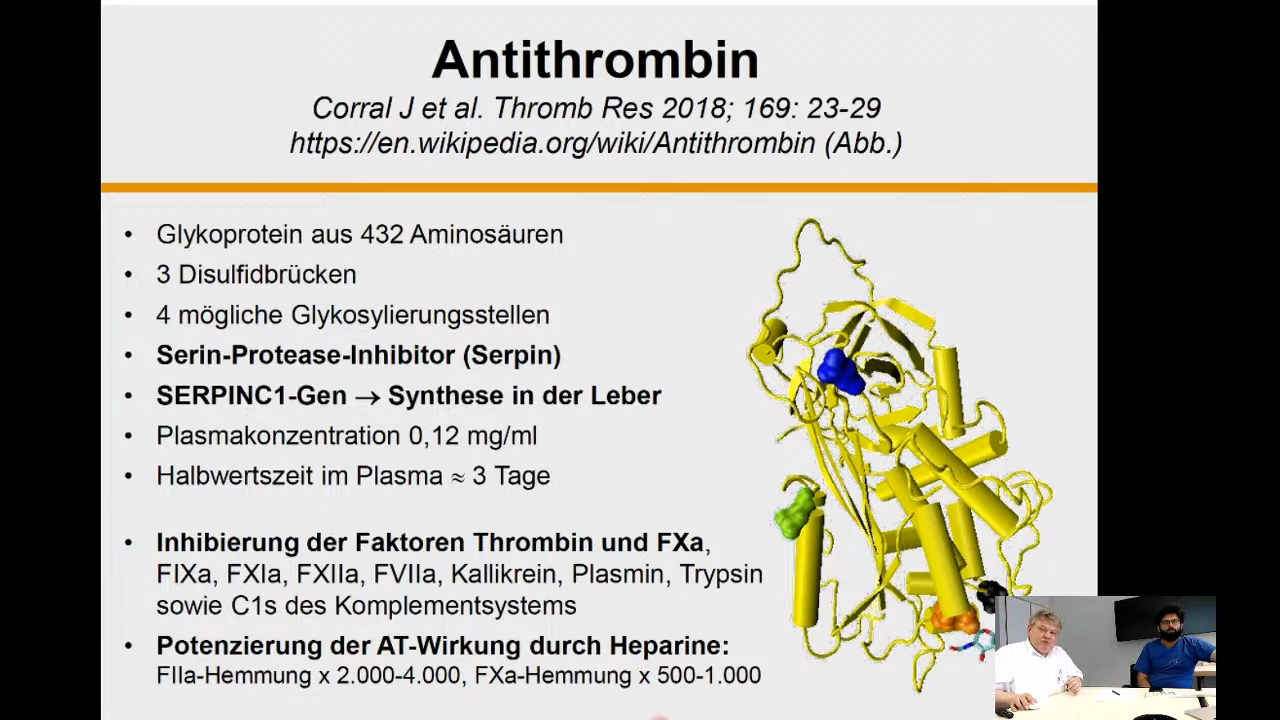 Antithrombin
Corral J et al. Thromb Res 2018; 169: 23-29
https://en.wikipedia.org/wiki/Antithrombin (Abb.)
• Glykoprotein aus 432 Aminosäuren
• 3 Disulfidbrücken
• 4 mögliche Glykosylierungsstellen
• Serin-Protease-Inhibitor (Serpin)
• SERPINC1-Gen → Synthese in der Leber
• Plasmakonzentration 0,12 mg/ml
• Halbwertszeit im Plasma ≈ 3 Tage
• Inhibierung der Faktoren Thrombin und FXa,
FIXa, FXIa, FXIIa, FVIIa, Kallikrein, Plasmin, Trypsin
sowie C1s des Komplementsystems
• Potenzierung der AT-Wirkung durch Heparine:
FIIa-Hemmung x 2.000-4.000, FXa-Hemmung x 500-1.000